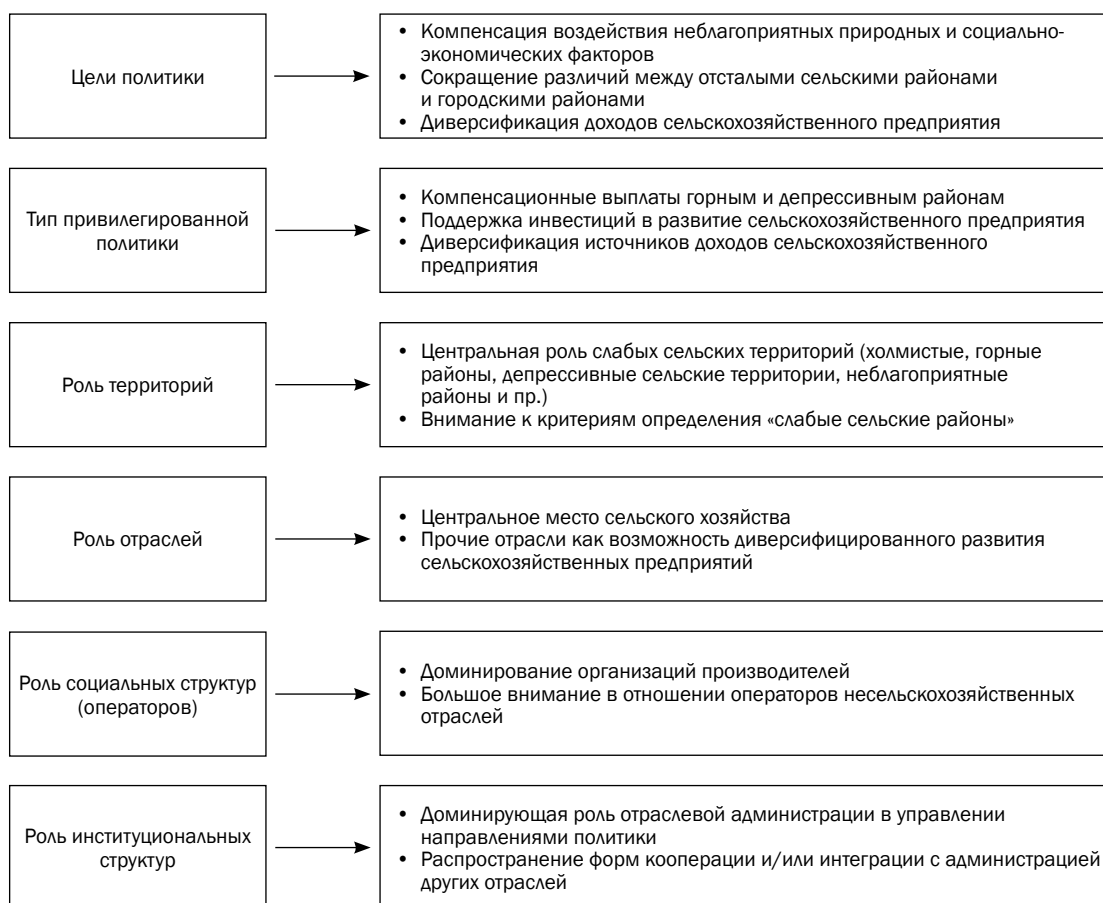 Цели политики
• Компенсация воздействия неблагоприятных природных и социально-
экономических факторов
• Сокращение различий между отсталыми сельскими районами
и городскими районами
• Диверсификация доходов сельскохозяйственного предприятия
Тип привилегированной
политики
• Компенсационные выплаты горным и депрессивным районам
• Поддержка инвестиций в развитие сельскохозяйственного предприятия
• Диверсификация источников доходов сельскохозяйственного
предприятия
Роль территорий
• Центральная роль слабых сельских территорий (холмистые, горные
районы, депрессивные сельские территории, неблагоприятные
районы и пр.)
• Внимание к критериям определения «слабые сельские районы»
Роль отраслей
• Центральное место сельского хозяйства
• Прочие отрасли как возможность диверсифицированного развития
сельскохозяйственных предприятий
Роль социальных структур
(операторов)
• Доминирование организаций производителей
• Большое внимание в отношении операторов несельскохозяйственных
отраслей
Роль институциональных
структур
• Доминирующая роль отраслевой администрации в управлении
направлениями политики
• Распространение форм кооперации и/или интеграции с администрацией
других отраслей